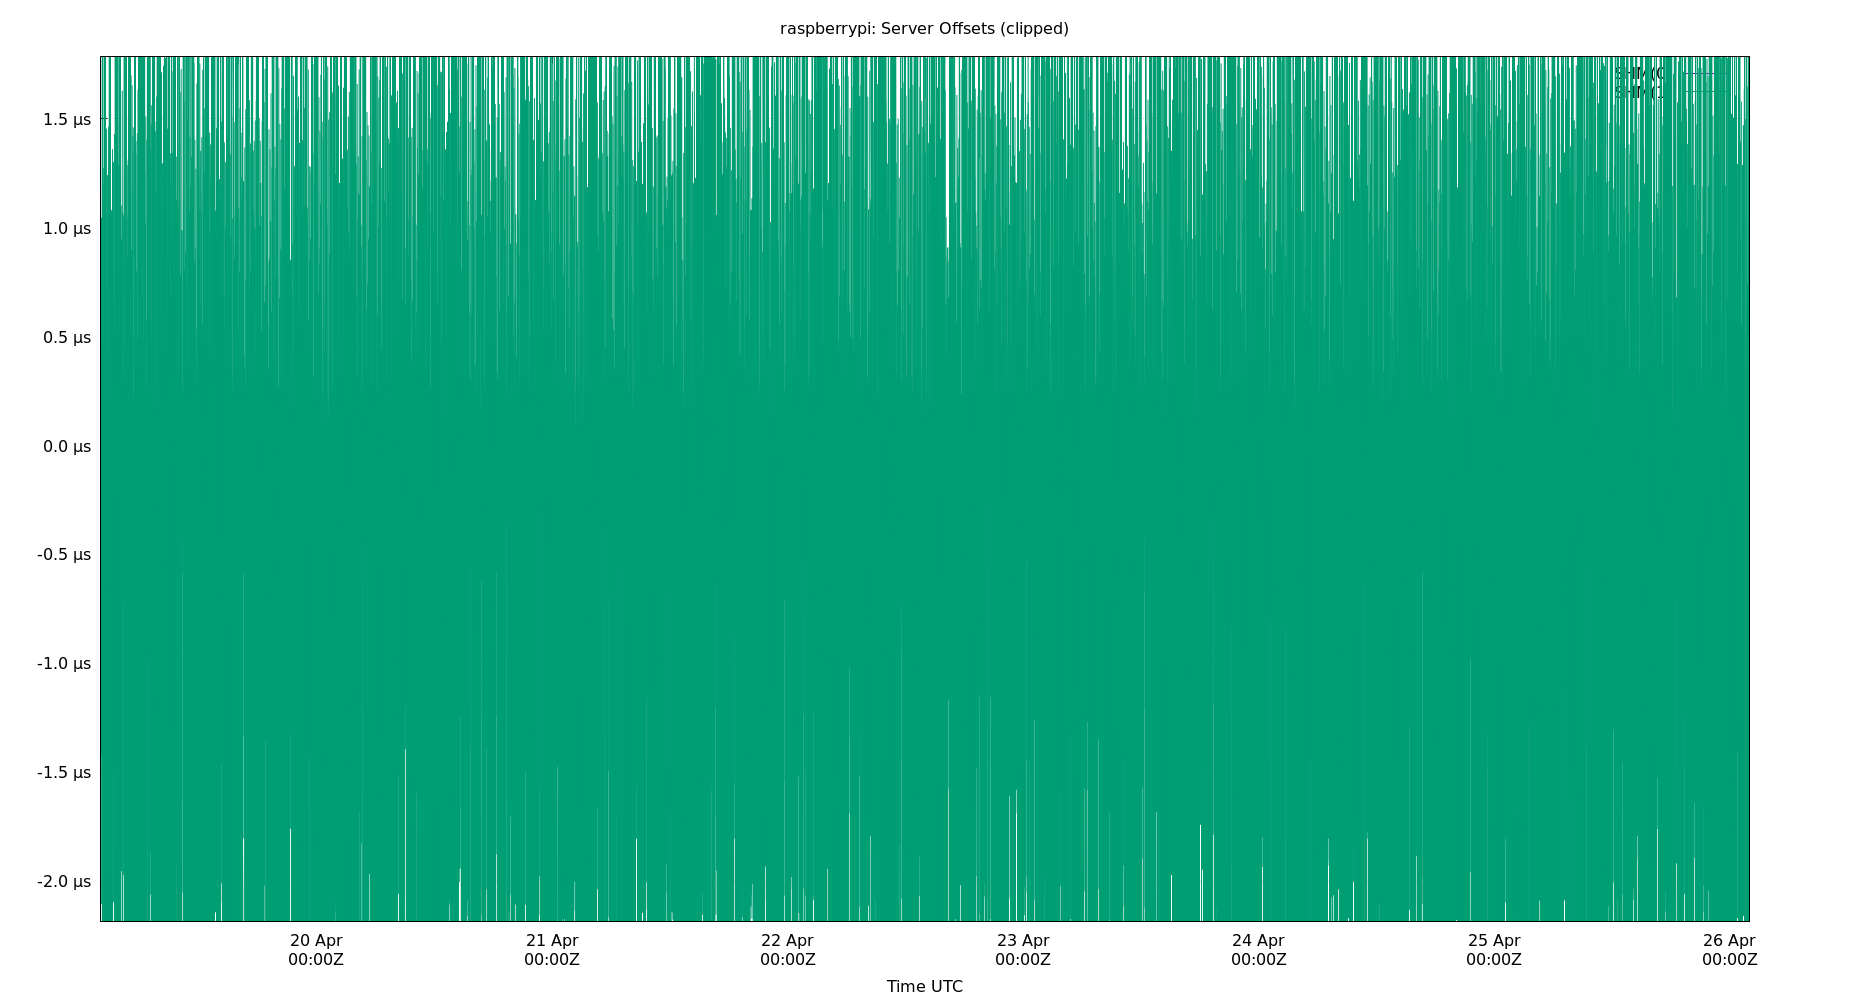 raspberrypi: Server Offsets (clipped)
1.5 µs
1.0 µs
0.5 µs
0.0 µs
-0.5 µs
-1.0 µs
-1.5 µs
-2.0 µs
20 Apr
00:00Z
21 Apr
00:00Z
22 Apr
00:00Z
23 Apr
00:00Z
24 Apr
00:00Z
25 Apr
00:00Z
26 Apr
00:00Z
Time UTC